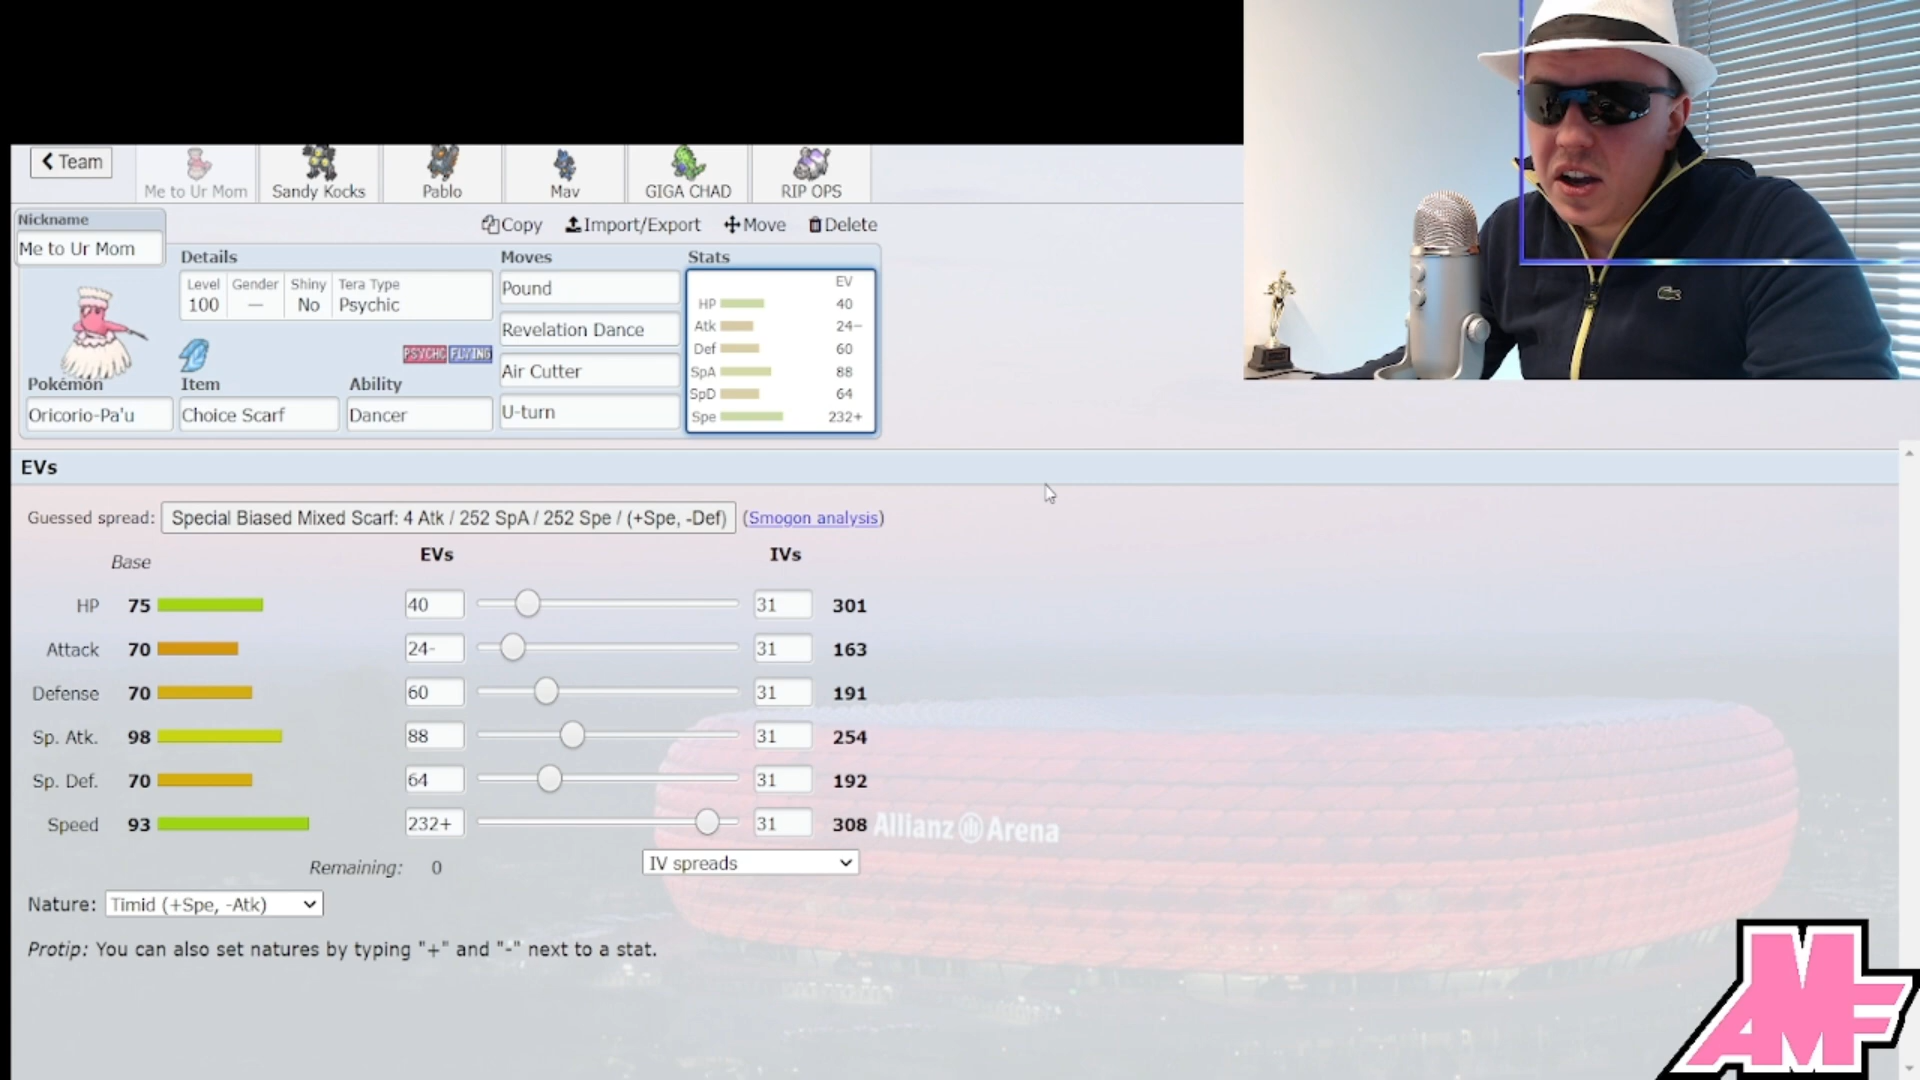 Team
Me to Ur Mom
Sandy Kocks
Pablo
Mav
GIGA CHAD
RIP OPS
Nickname
Me to Ur Mom
Copy
Import/Export
Move
Delete
Details
Moves
Stats
Level
Gender
Shiny
Tera Type
100
—
No
Psychic
PSYCHC FLYING
Pokémon
Item
Ability
Oricorio-Pa'u
Choice Scarf
Dancer
Pound
Revelation Dance
Air Cutter
U-turn
EV
HP 40
Atk 24−
Def 60
SpA 88
SpD 64
Spe 232+
EVs
Guessed spread: Special Biased Mixed Scarf: 4 Atk / 252 SpA / 252 Spe / (+Spe, -Def) (Smogon analysis)
Base EVs IVs
HP 75 40 31 301
Attack 70 24- 31 163
Defense 70 60 31 191
Sp. Atk. 98 88 31 254
Sp. Def. 70 64 31 192
Speed 93 232+ 31 308
Allianz Arena
Remaining: 0
IV spreads
Nature: Timid (+Spe, -Atk)
Protip: You can also set natures by typing "+" and "-" next to a stat.
AMF